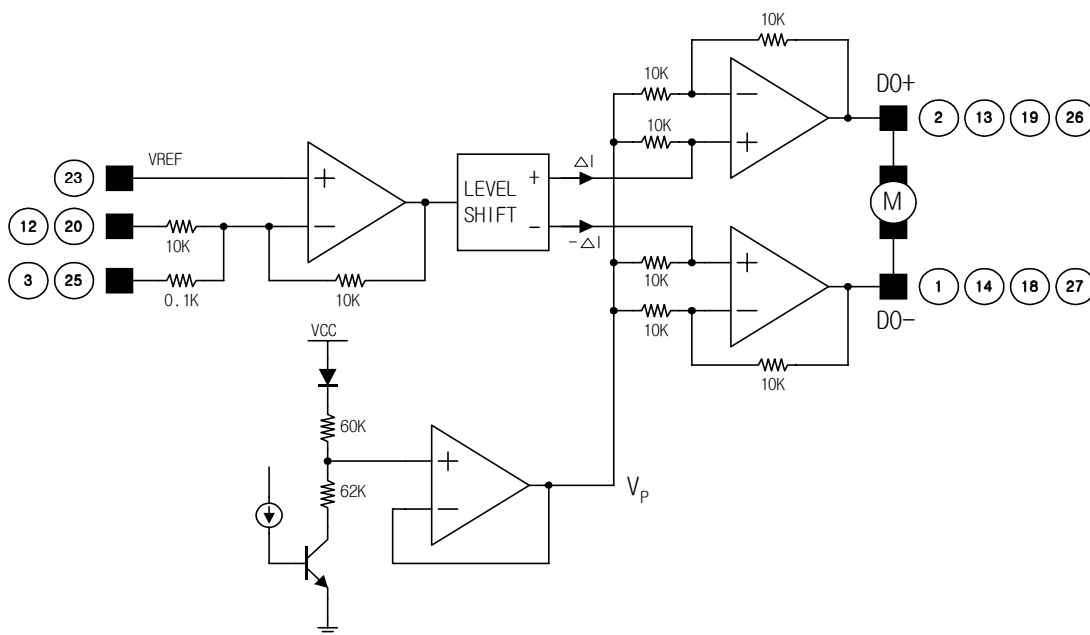 10K
10K
DO+
2 13 19 26
10K
23
VREF
+
−
LEVEL
SHIFT
+
−
△I
−△I
−
+
M
12 20
10K
3 25
0.1K
10K
10K
+
−
10K
1 14 18 27
DO-
10K
VCC
60K
62K
+
−
VP